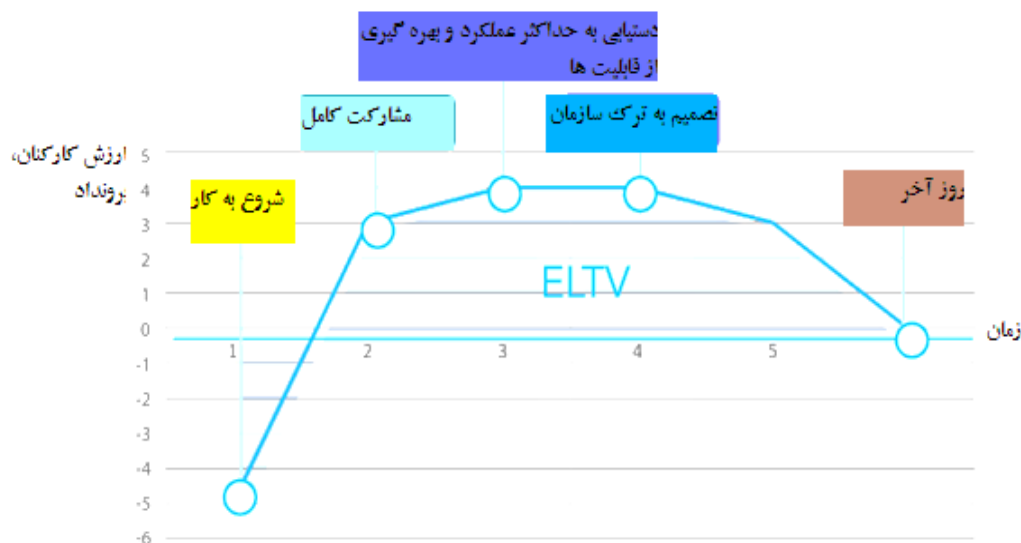 دستیابی به حداکثر عملکرد و بهره گیری
از قابلیت ها
مشارکت کامل
تصمیم به ترک سازمان
ارزش کارکنان،
برونداد
شروع به کار
روز آخر
5
4
3
2
1
0
-1
-2
-3
-4
-5
-6
ELTV
1
2
3
4
5
زمان